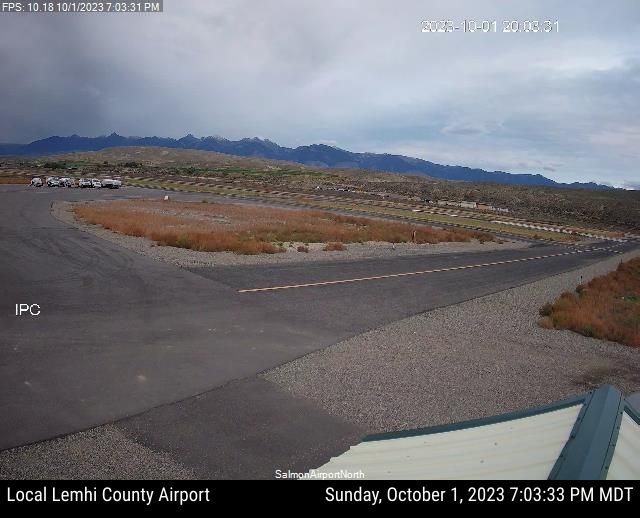 FPS: 10.18 10/1/2023 7:03:31 PM
2023-10-01 20:03:31
IPC
SalmonAirportNorth
Local Lemhi County Airport
Sunday, October 1, 2023 7:03:33 PM MDT